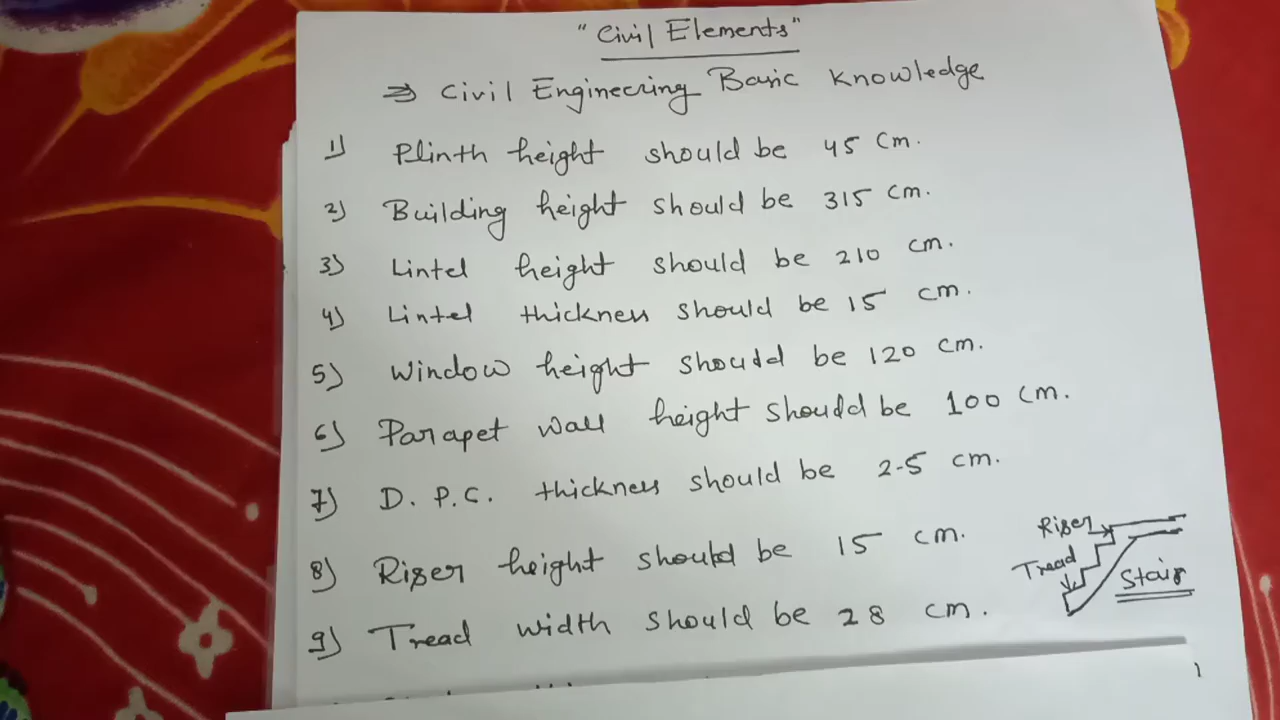 "Civil Elements"
⇒ Civil Engineering Basic Knowledge
1) Plinth height should be 45 cm.
2) Building height should be 315 cm.
3) Lintel height should be 210 cm.
4) Lintel thickness should be 15 cm.
5) Window height should be 120 cm.
6) Parapet wall height should be 100 cm.
7) D.P.C. thickness should be 2.5 cm.
8) Riser height should be 15 cm.
9) Tread width should be 28 cm.
Riser
Tread
Stair